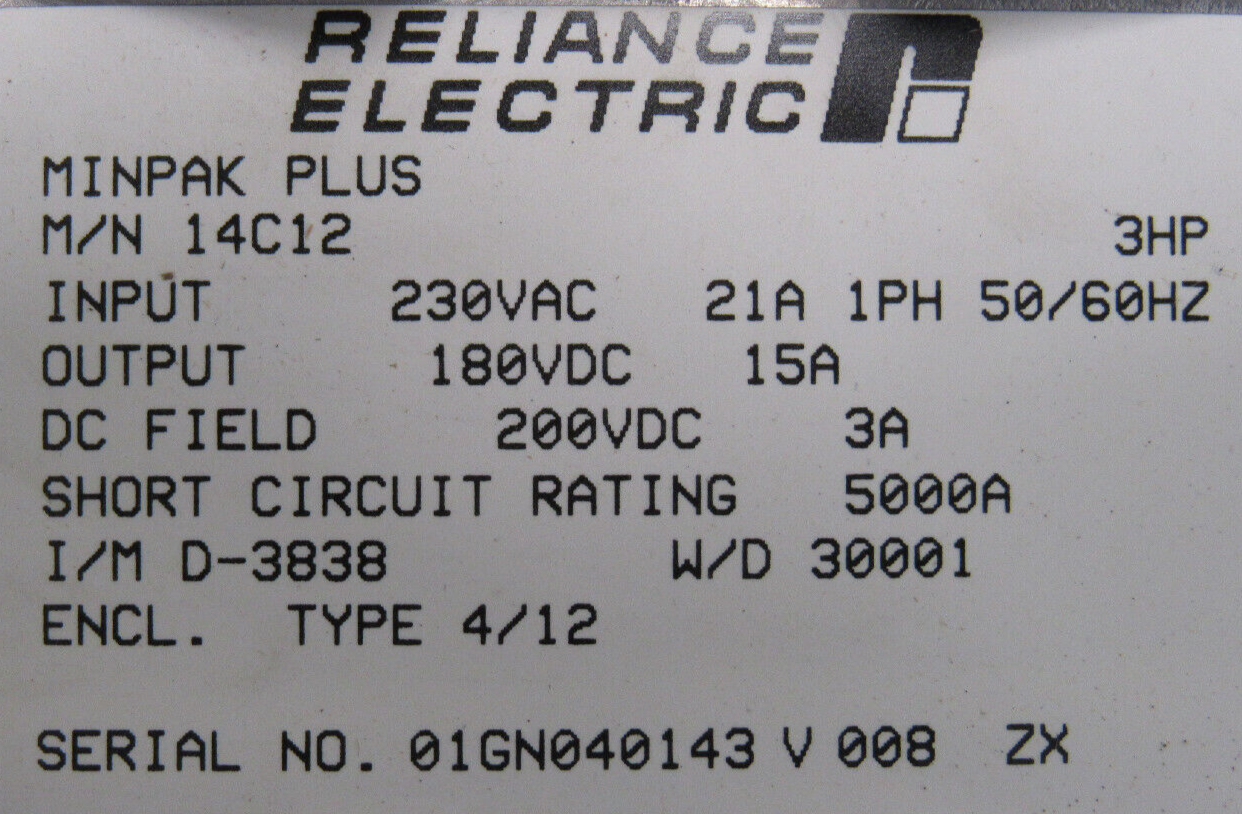 RELIANCE
ELECTRIC
MINPAK PLUS
M/N 14C12 3HP
INPUT 230VAC 21A 1PH 50/60HZ
OUTPUT 180VDC 15A
DC FIELD 200VDC 3A
SHORT CIRCUIT RATING 5000A
I/M D-3838 W/D 30001
ENCL. TYPE 4/12
SERIAL NO. 01GN040143 V 008 ZX